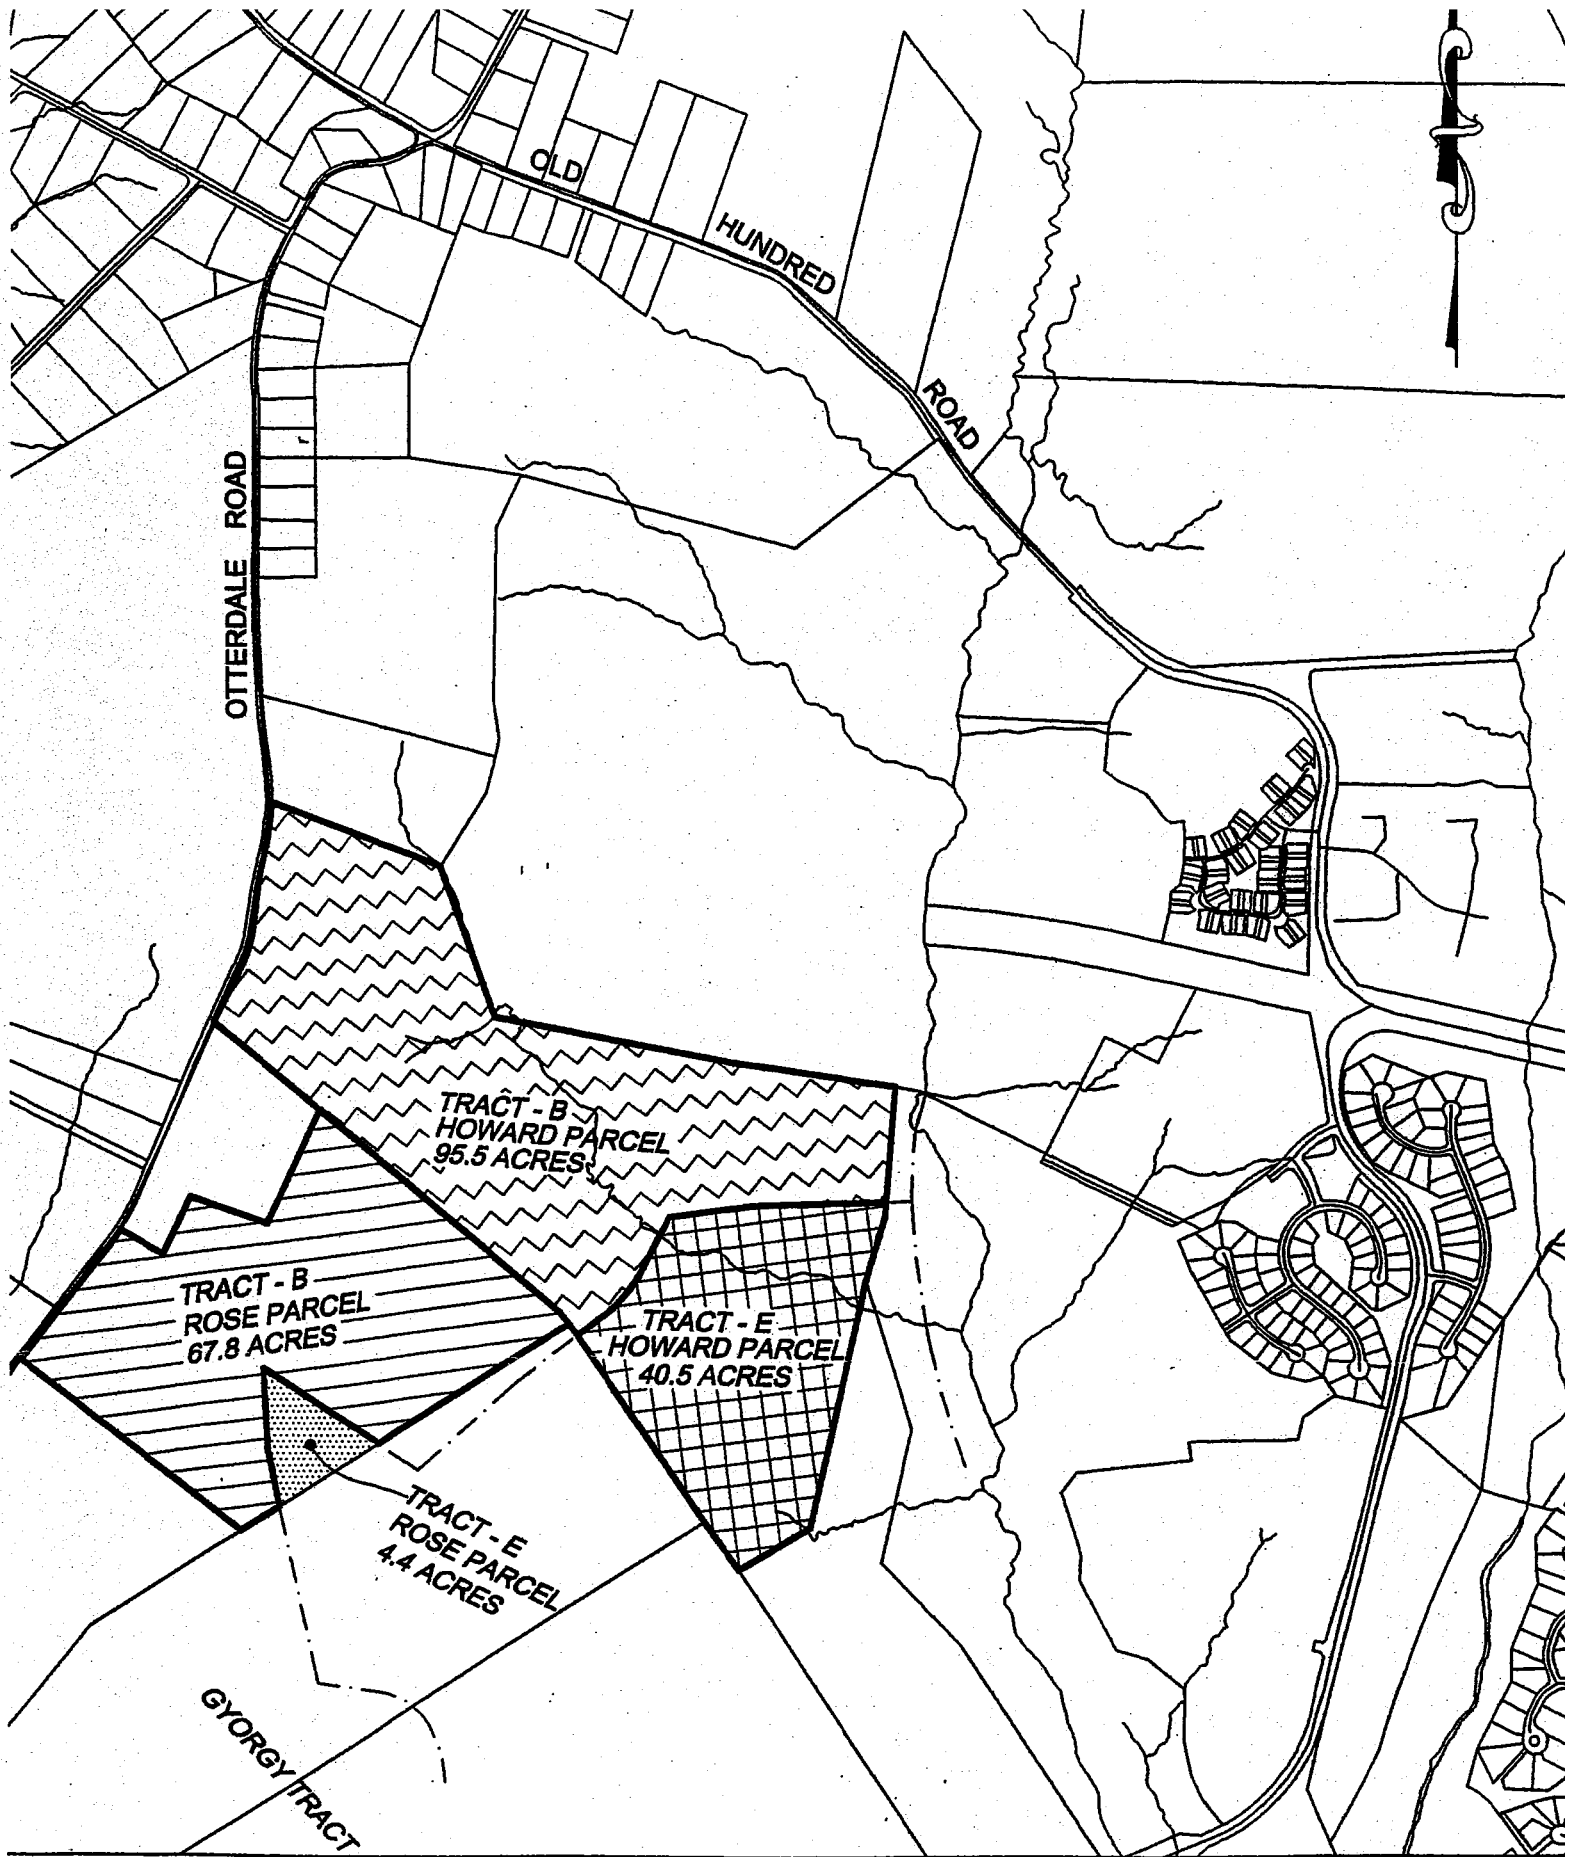 OLD
HUNDRED
ROAD
OTTERDALE ROAD
TRACT - B
HOWARD PARCEL
95.5 ACRES
TRACT - B
ROSE PARCEL
67.8 ACRES
TRACT - E
HOWARD PARCEL
40.5 ACRES
TRACT - E
ROSE PARCEL
4.4 ACRES
GYORGY TRACT